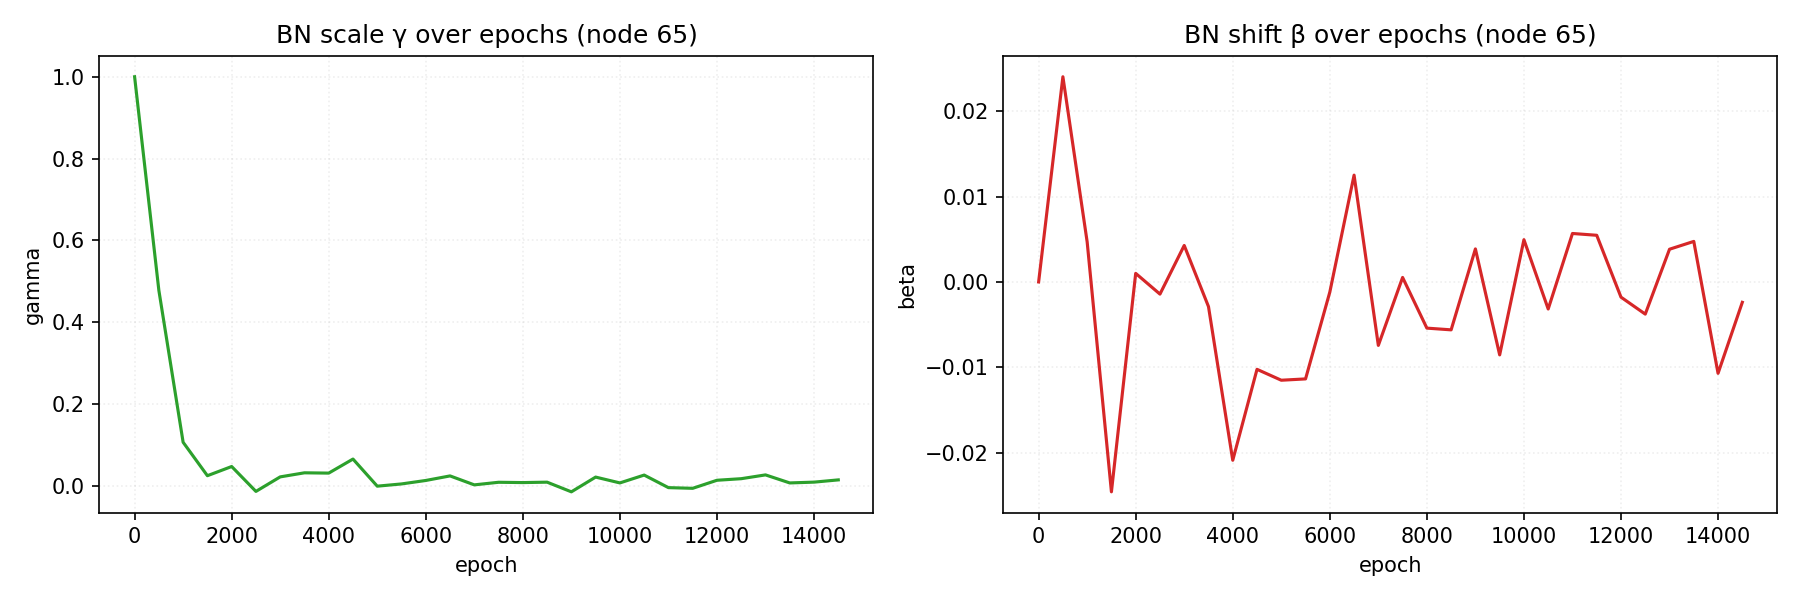 BN scale γ over epochs (node 65)
gamma
1.0
0.8
0.6
0.4
0.2
0.0
0 2000 4000 6000 8000 10000 12000 14000
epoch
BN shift β over epochs (node 65)
beta
0.02
0.01
0.00
−0.01
−0.02
0 2000 4000 6000 8000 10000 12000 14000
epoch